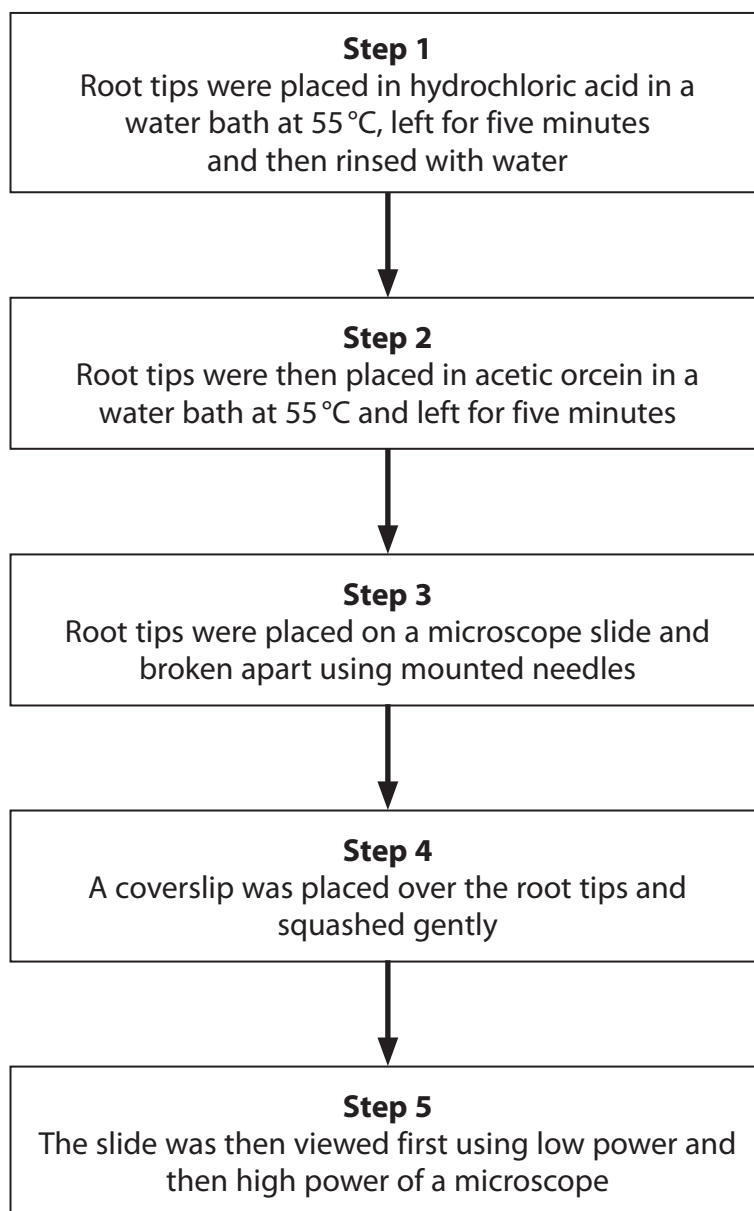 Step 1
Root tips were placed in hydrochloric acid in a
water bath at 55 °C, left for five minutes
and then rinsed with water
Step 2
Root tips were then placed in acetic orcein in a
water bath at 55 °C and left for five minutes
Step 3
Root tips were placed on a microscope slide and
broken apart using mounted needles
Step 4
A coverslip was placed over the root tips and
squashed gently
Step 5
The slide was then viewed first using low power and
then high power of a microscope